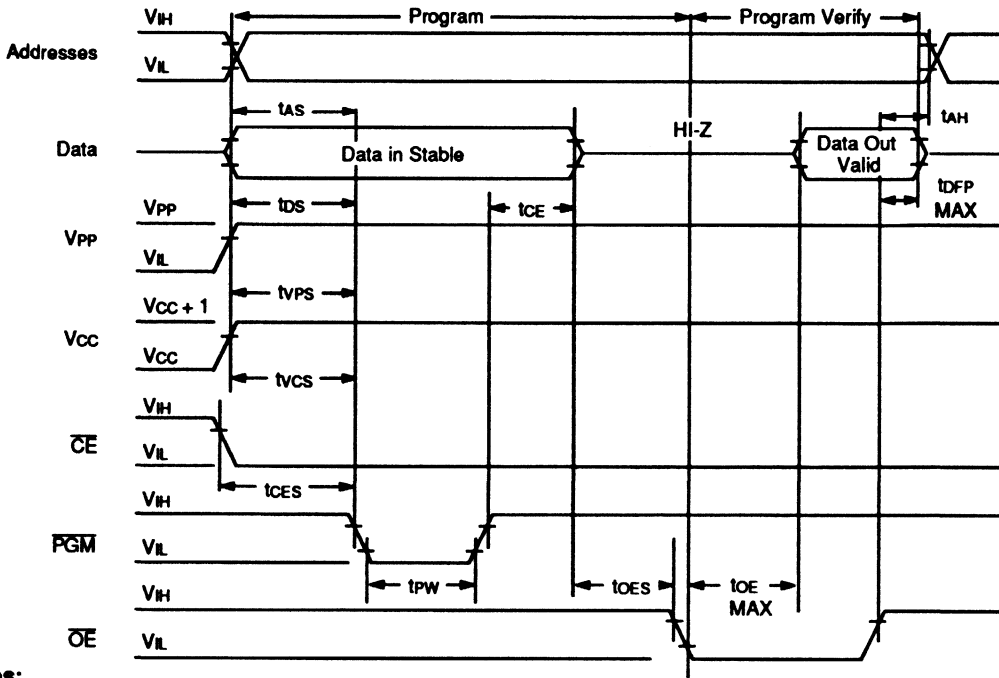 VIH
Program
Program Verify
Addresses
VIL
tAS
tAH
Data
Data in Stable
HI-Z
Data Out
Valid
tDS
tCE
tDFP
MAX
VPP
VPP
VIL
tVPS
VCC + 1
VCC
VCC
tVCS
VIH
CE
VIL
tCES
VIH
PGM
VIL
tPW
tOES
tOE
MAX
VIH
OE
VIL